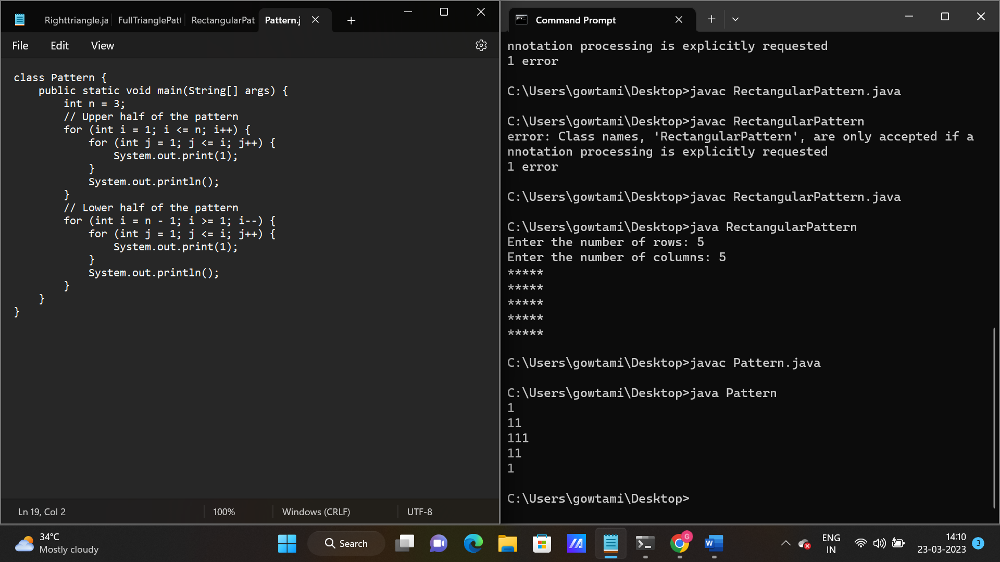 Righttriangle.ja FullTrianglePatt RectangularPat Pattern.j
File Edit View
class Pattern {
    public static void main(String[] args) {
        int n = 3;
        // Upper half of the pattern
        for (int i = 1; i <= n; i++) {
            for (int j = 1; j <= i; j++) {
                System.out.print(1);
            }
            System.out.println();
        }
        // Lower half of the pattern
        for (int i = n - 1; i >= 1; i--) {
            for (int j = 1; j <= i; j++) {
                System.out.print(1);
            }
            System.out.println();
        }
    }
}
Ln 19, Col 2 100% Windows (CRLF) UTF-8
Command Prompt
nnotation processing is explicitly requested
1 error
C:\Users\gowtami\Desktop>javac RectangularPattern.java
C:\Users\gowtami\Desktop>javac RectangularPattern
error: Class names, 'RectangularPattern', are only accepted if a
nnotation processing is explicitly requested
1 error
C:\Users\gowtami\Desktop>javac RectangularPattern.java
C:\Users\gowtami\Desktop>java RectangularPattern
Enter the number of rows: 5
Enter the number of columns: 5
*****
*****
*****
*****
*****
C:\Users\gowtami\Desktop>javac Pattern.java
C:\Users\gowtami\Desktop>java Pattern
1
11
111
11
1
C:\Users\gowtami\Desktop>
34°C
Mostly cloudy
Search
G
W
ENG
IN
14:10
23-03-2023
3